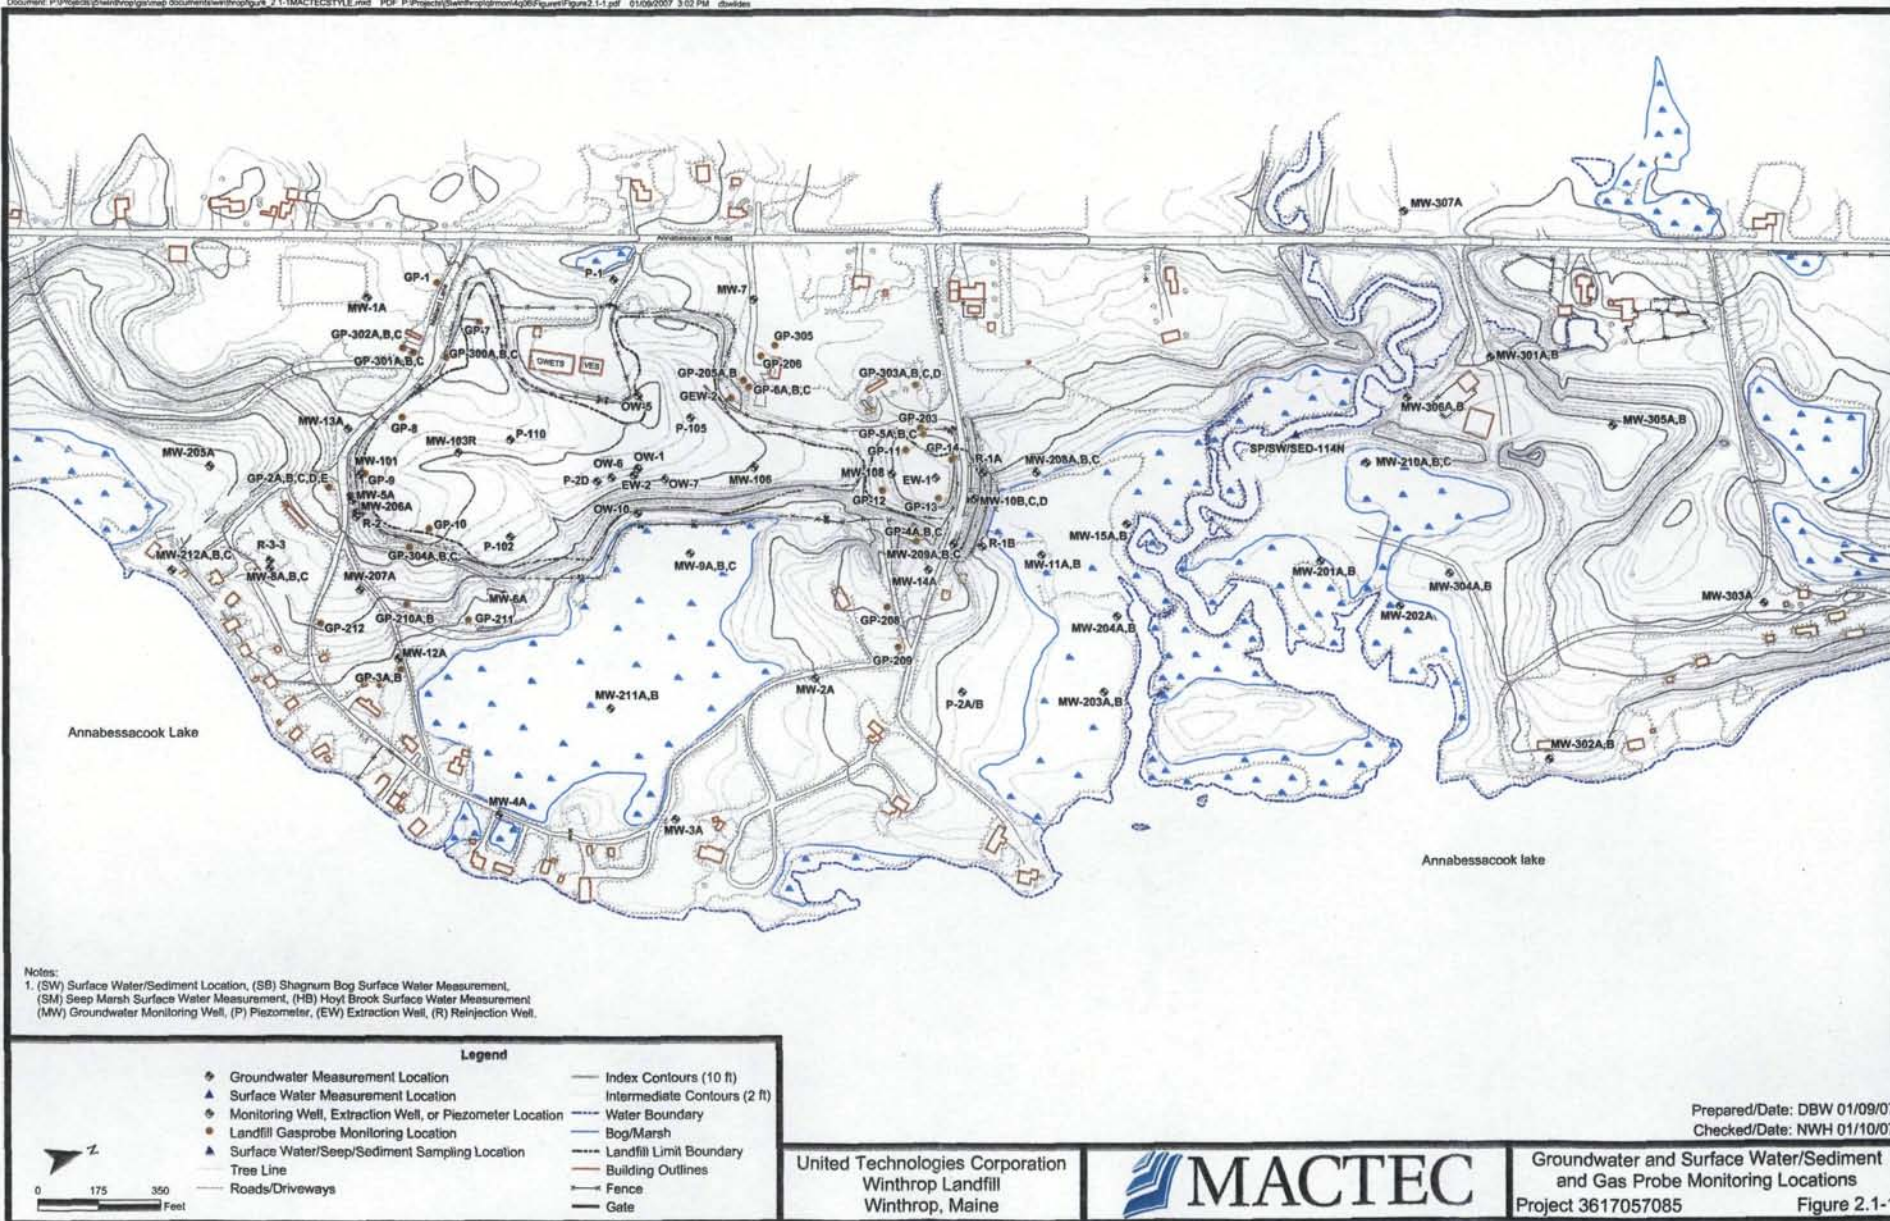 Document: P:\Projects\
01/09/2007 3:02 PM dbwildes
MW-307A
Annabessacook Road
GP-1
P-1
MW-1A
MW-7
GP-302A,B,C
GP-7
GP-305
GP-301A,B,C
GP-300A,B,C
GWETS
VES
GP-206
MW-301A,B
GP-205A,B
GP-6A,B,C
GP-303A,B,C,D
GEW-2
OW-5
MW-306A,B
MW-13A
GP-8
P-105
GP-203
MW-305A,B
P-110
GP-5A,B,C
MW-103R
GP-11
GP-14
SP/SW/SED-114N
MW-205A
MW-101
OW-6
OW-1
R-1A
MW-208A,B,C
MW-210A,B,C
GP-2A,B,C,D,E
GP-9
P-2D
EW-2
OW-7
MW-106
MW-108
EW-1
MW-5A
GP-12
GP-13
MW-10B,C,D
MW-206A
OW-10
R-2
GP-10
GP-4A,B,C
MW-15A,B
R-3-3
P-102
MW-212A,B,C
GP-304A,B,C
MW-209A,B,C
R-1B
MW-8A,B,C
MW-207A
MW-9A,B,C
MW-14A
MW-11A,B
MW-201A,B
MW-304A,B
MW-6A
MW-303A
GP-212
GP-210A,B
GP-211
GP-208
MW-204A,B
MW-202A
MW-12A
GP-209
GP-3A,B
MW-211A,B
MW-2A
P-2A/B
MW-203A,B
Annabessacook Lake
MW-302A,B
MW-4A
MW-3A
Annabessacook lake
Notes:
1. (SW) Surface Water/Sediment Location, (SB) Shagnum Bog Surface Water Measurement,
(SM) Seep Marsh Surface Water Measurement, (HB) Hoyt Brook Surface Water Measurement
(MW) Groundwater Monitoring Well, (P) Piezometer, (EW) Extraction Well, (R) Reinjection Well.
Legend
Groundwater Measurement Location
Surface Water Measurement Location
Monitoring Well, Extraction Well, or Piezometer Location
Landfill Gasprobe Monitoring Location
Surface Water/Seep/Sediment Sampling Location
Tree Line
Roads/Driveways
Index Contours (10 ft)
Intermediate Contours (2 ft)
Water Boundary
Bog/Marsh
Landfill Limit Boundary
Building Outlines
Fence
Gate
Z
0 175 350
Feet
United Technologies Corporation
Winthrop Landfill
Winthrop, Maine
MACTEC
Prepared/Date: DBW 01/09/07
Checked/Date: NWH 01/10/07
Groundwater and Surface Water/Sediment
and Gas Probe Monitoring Locations
Project 3617057085 Figure 2.1-1